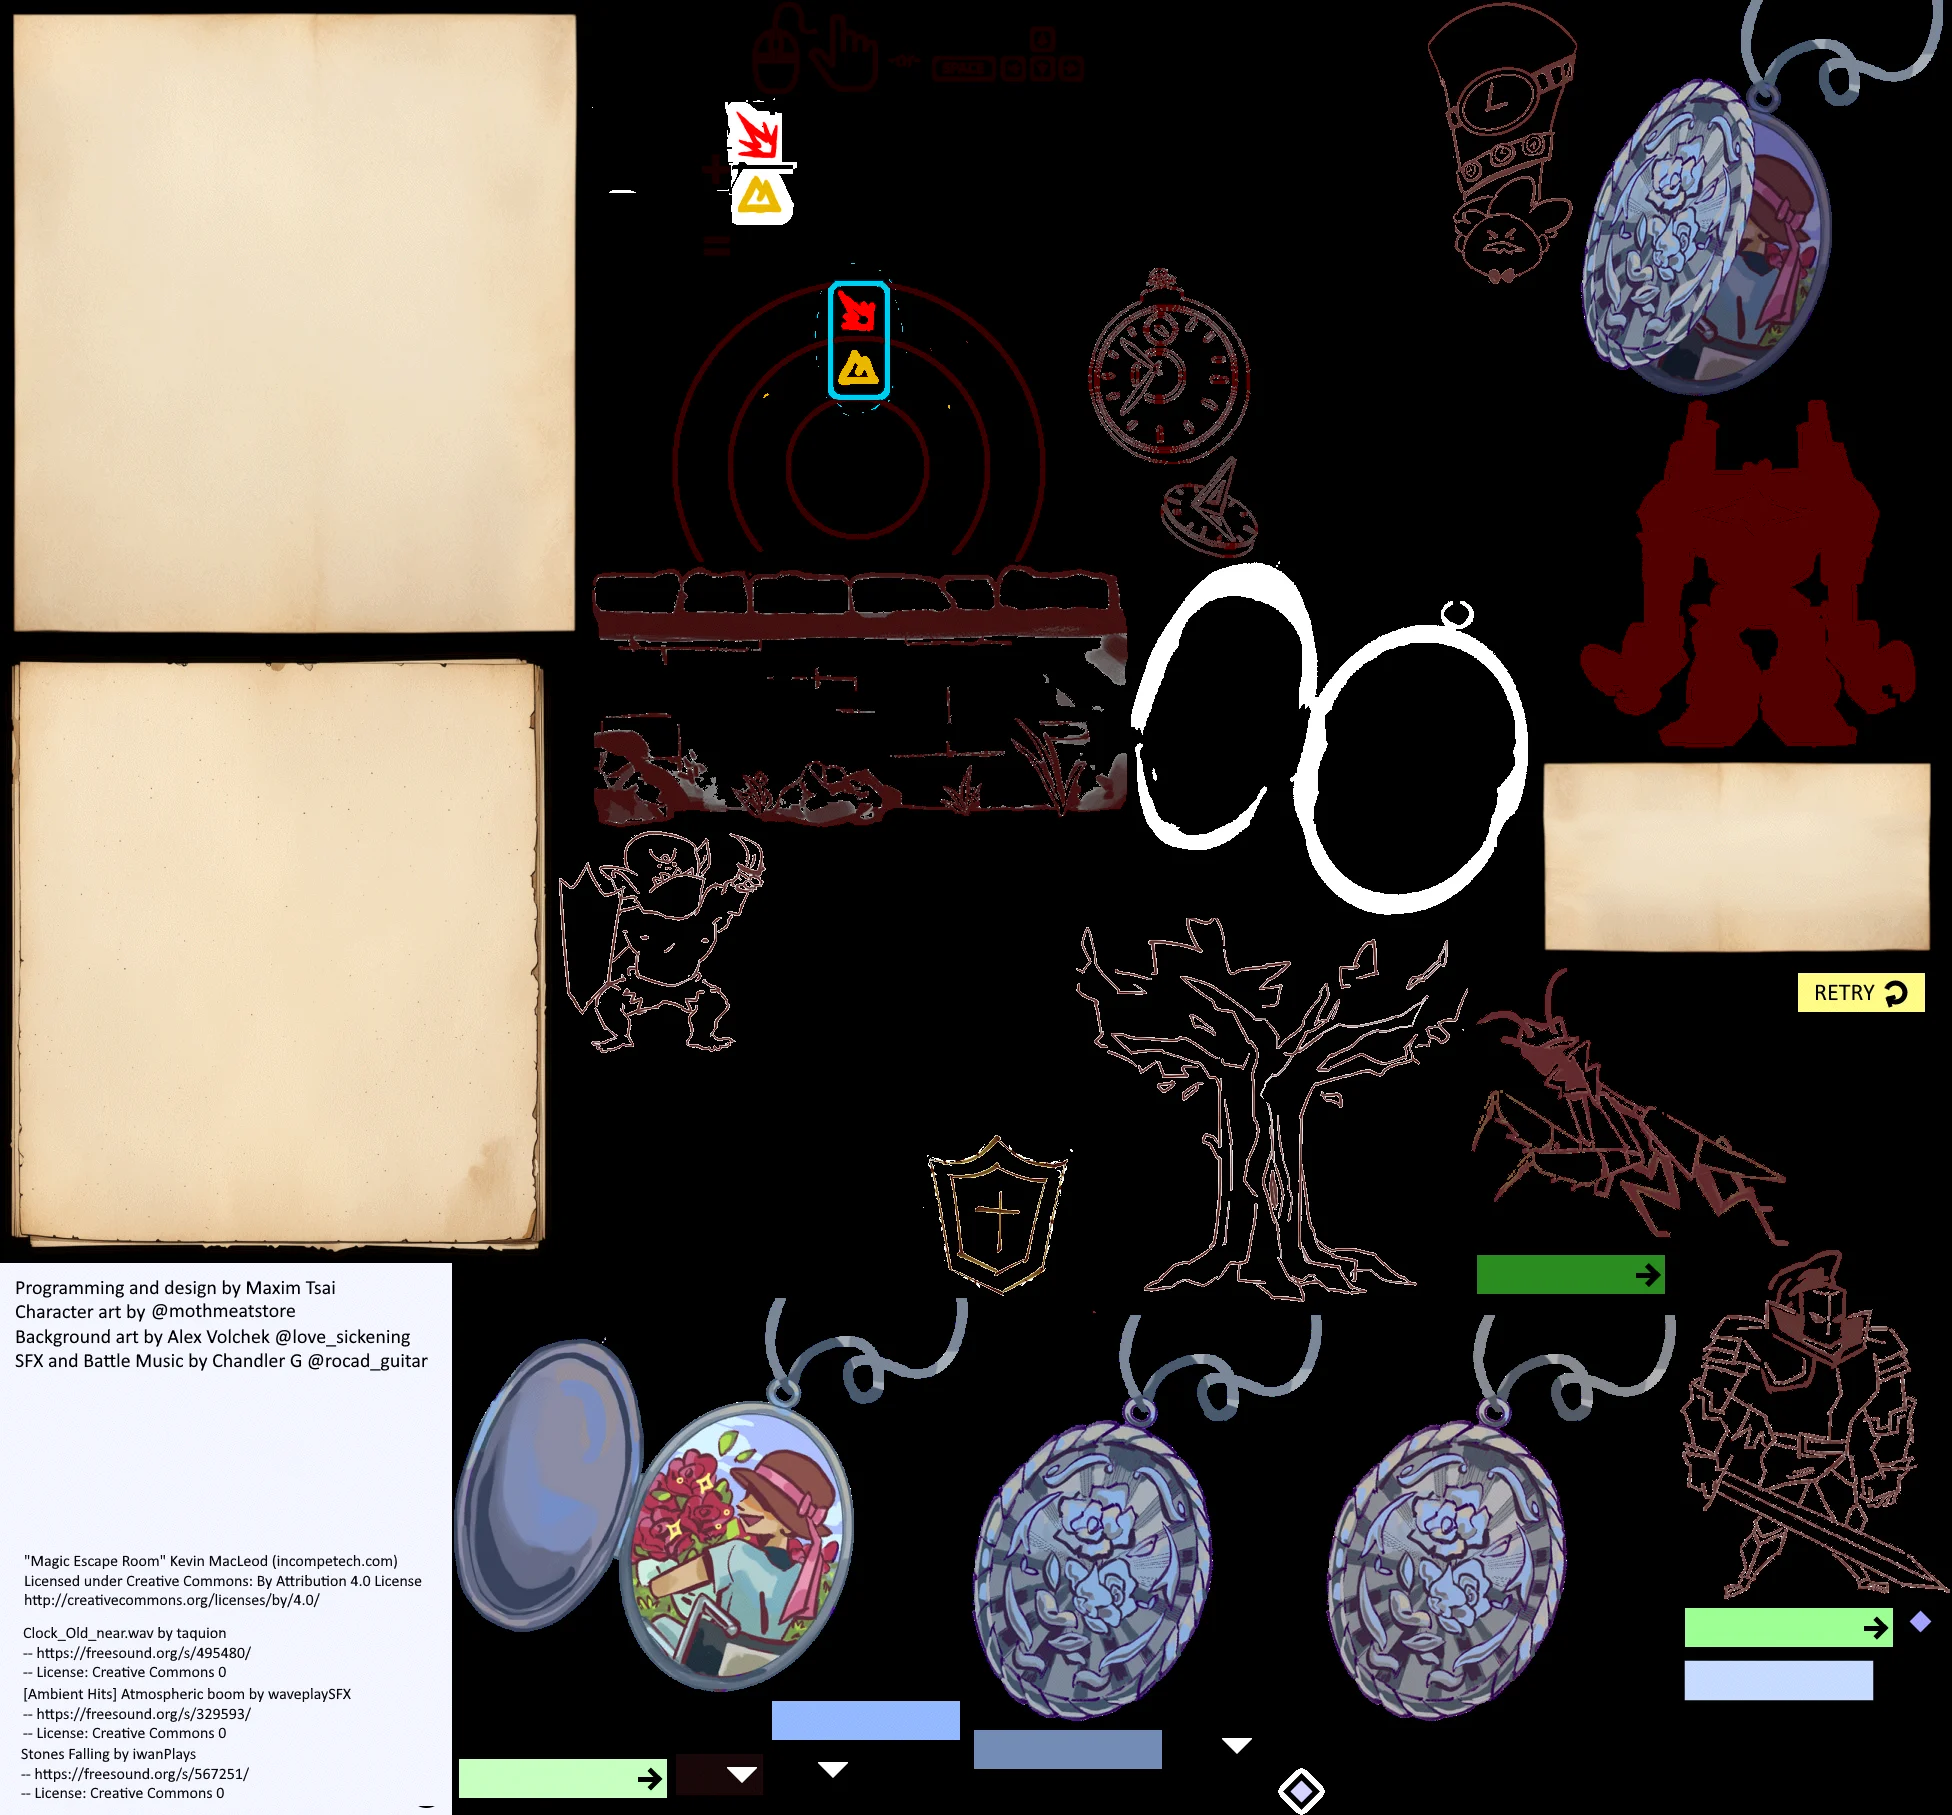 SPACE
RETRY
Programming and design by Maxim Tsai
Character art by @mothmeatstore
Background art by Alex Volchek @love_sickening
SFX and Battle Music by Chandler G @rocad_guitar
"Magic Escape Room" Kevin MacLeod (incompetech.com)
Licensed under Creative Commons: By Attribution 4.0 License
http://creativecommons.org/licenses/by/4.0/
Clock_Old_near.wav by taquion
-- https://freesound.org/s/495480/
-- License: Creative Commons 0
[Ambient Hits] Atmospheric boom by waveplaySFX
-- https://freesound.org/s/329593/
-- License: Creative Commons 0
Stones Falling by iwanPlays
-- https://freesound.org/s/567251/
-- License: Creative Commons 0